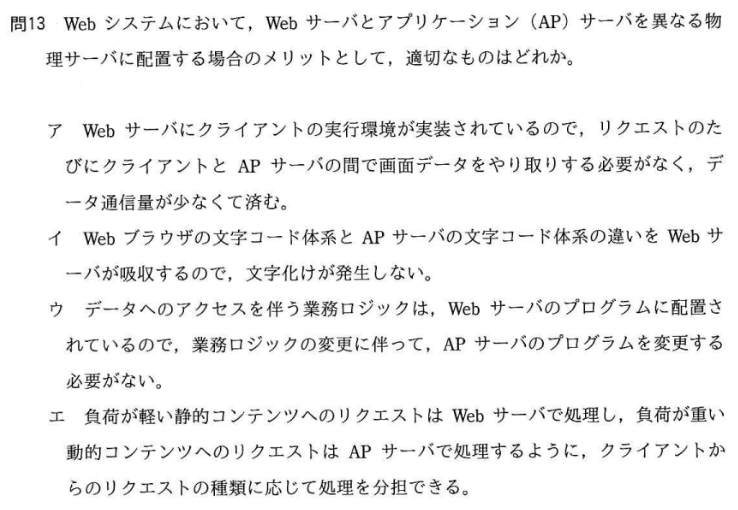 問13 Web システムにおいて，Web サーバとアプリケーション（AP）サーバを異なる物
理サーバに配置する場合のメリットとして，適切なものはどれか。
ア Web サーバにクライアントの実行環境が実装されているので，リクエストのた
びにクライアントと AP サーバの間で画面データをやり取りする必要がなく，デ
ータ通信量が少なくて済む。
イ Web ブラウザの文字コード体系と AP サーバの文字コード体系の違いを Web サ
ーバが吸収するので，文字化けが発生しない。
ウ データへのアクセスを伴う業務ロジックは，Web サーバのプログラムに配置さ
れているので，業務ロジックの変更に伴って，AP サーバのプログラムを変更する
必要がない。
エ 負荷が軽い静的コンテンツへのリクエストは Web サーバで処理し，負荷が重い
動的コンテンツへのリクエストは AP サーバで処理するように，クライアントか
らのリクエストの種類に応じて処理を分担できる。